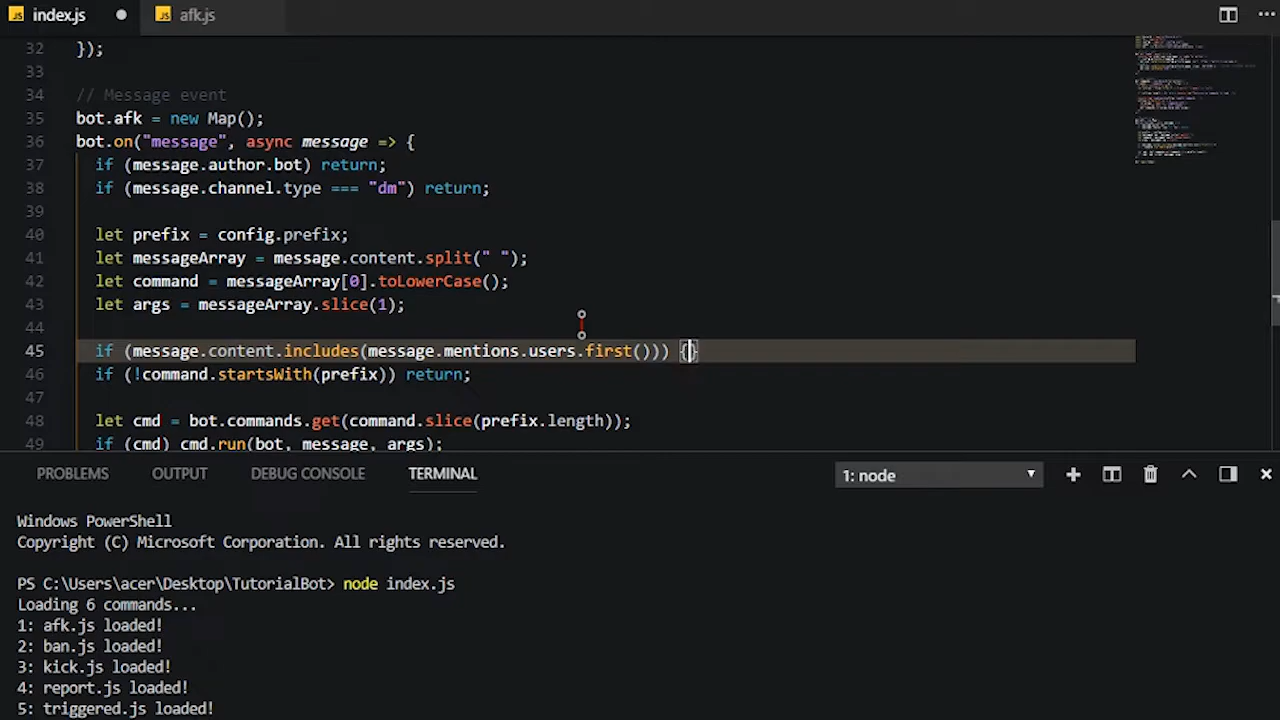 index.js
afk.js
32 });
33
34 // Message event
35 bot.afk = new Map();
36 bot.on("message", async message => {
37 if (message.author.bot) return;
38 if (message.channel.type === "dm") return;
39
40 let prefix = config.prefix;
41 let messageArray = message.content.split(" ");
42 let command = messageArray[0].toLowerCase();
43 let args = messageArray.slice(1);
44
45 if (message.content.includes(message.mentions.users.first())) {}
46 if (!command.startsWith(prefix)) return;
47
48 let cmd = bot.commands.get(command.slice(prefix.length));
49 if (cmd) cmd.run(bot, message, args);
PROBLEMS OUTPUT DEBUG CONSOLE TERMINAL 1: node
Windows PowerShell
Copyright (C) Microsoft Corporation. All rights reserved.
PS C:\Users\acer\Desktop\TutorialBot> node index.js
Loading 6 commands...
1: afk.js loaded!
2: ban.js loaded!
3: kick.js loaded!
4: report.js loaded!
5: triggered.js loaded!